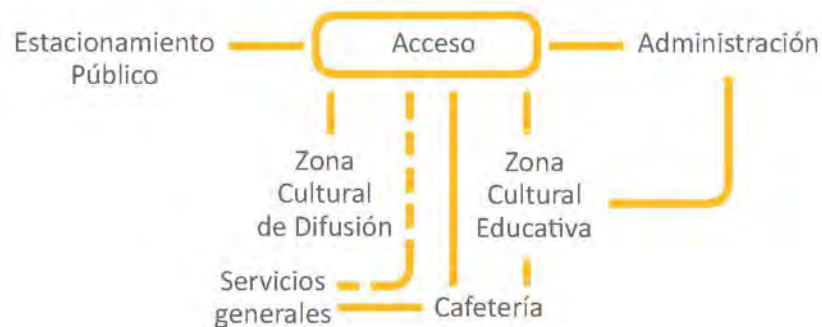 Estacionamiento
Público
Acceso
Administración
Zona
Cultural
de Difusión
Zona
Cultural
Educativa
Servicios
generales
Cafetería